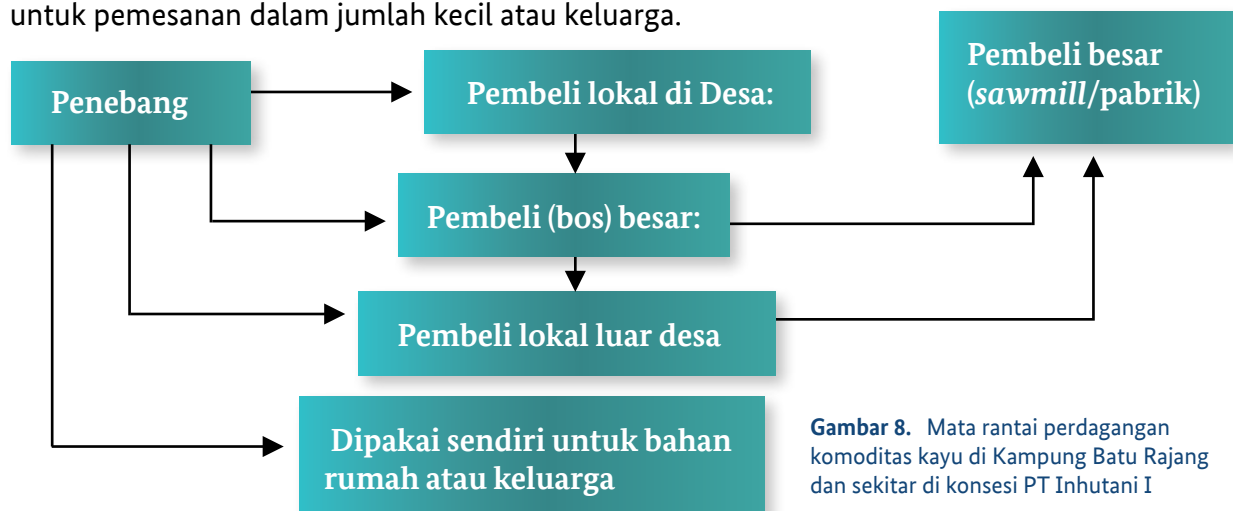 untuk pemesanan dalam jumlah kecil atau keluarga.
Penebang
Pembeli lokal di Desa:
Pembeli besar
(sawmill/pabrik)
Pembeli (bos) besar:
Pembeli lokal luar desa
Dipakai sendiri untuk bahan
rumah atau keluarga
Gambar 8. Mata rantai perdagangan
komoditas kayu di Kampung Batu Rajang
dan sekitar di konsesi PT Inhutani I